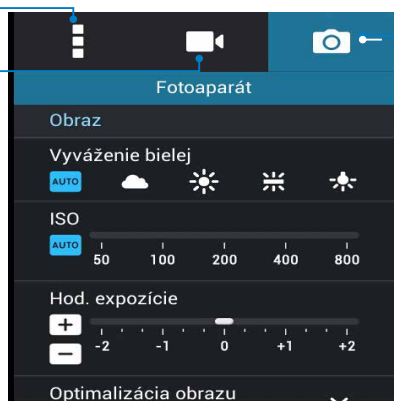 Fotoaparát
Obraz
Vyváženie bielej
AUTO
ISO
AUTO
50 100 200 400 800
Hod. expozície
-2 -1 0 +1 +2
Optimalizácia obrazu